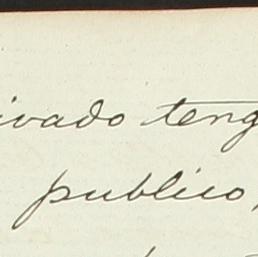 ivado teng
publico,